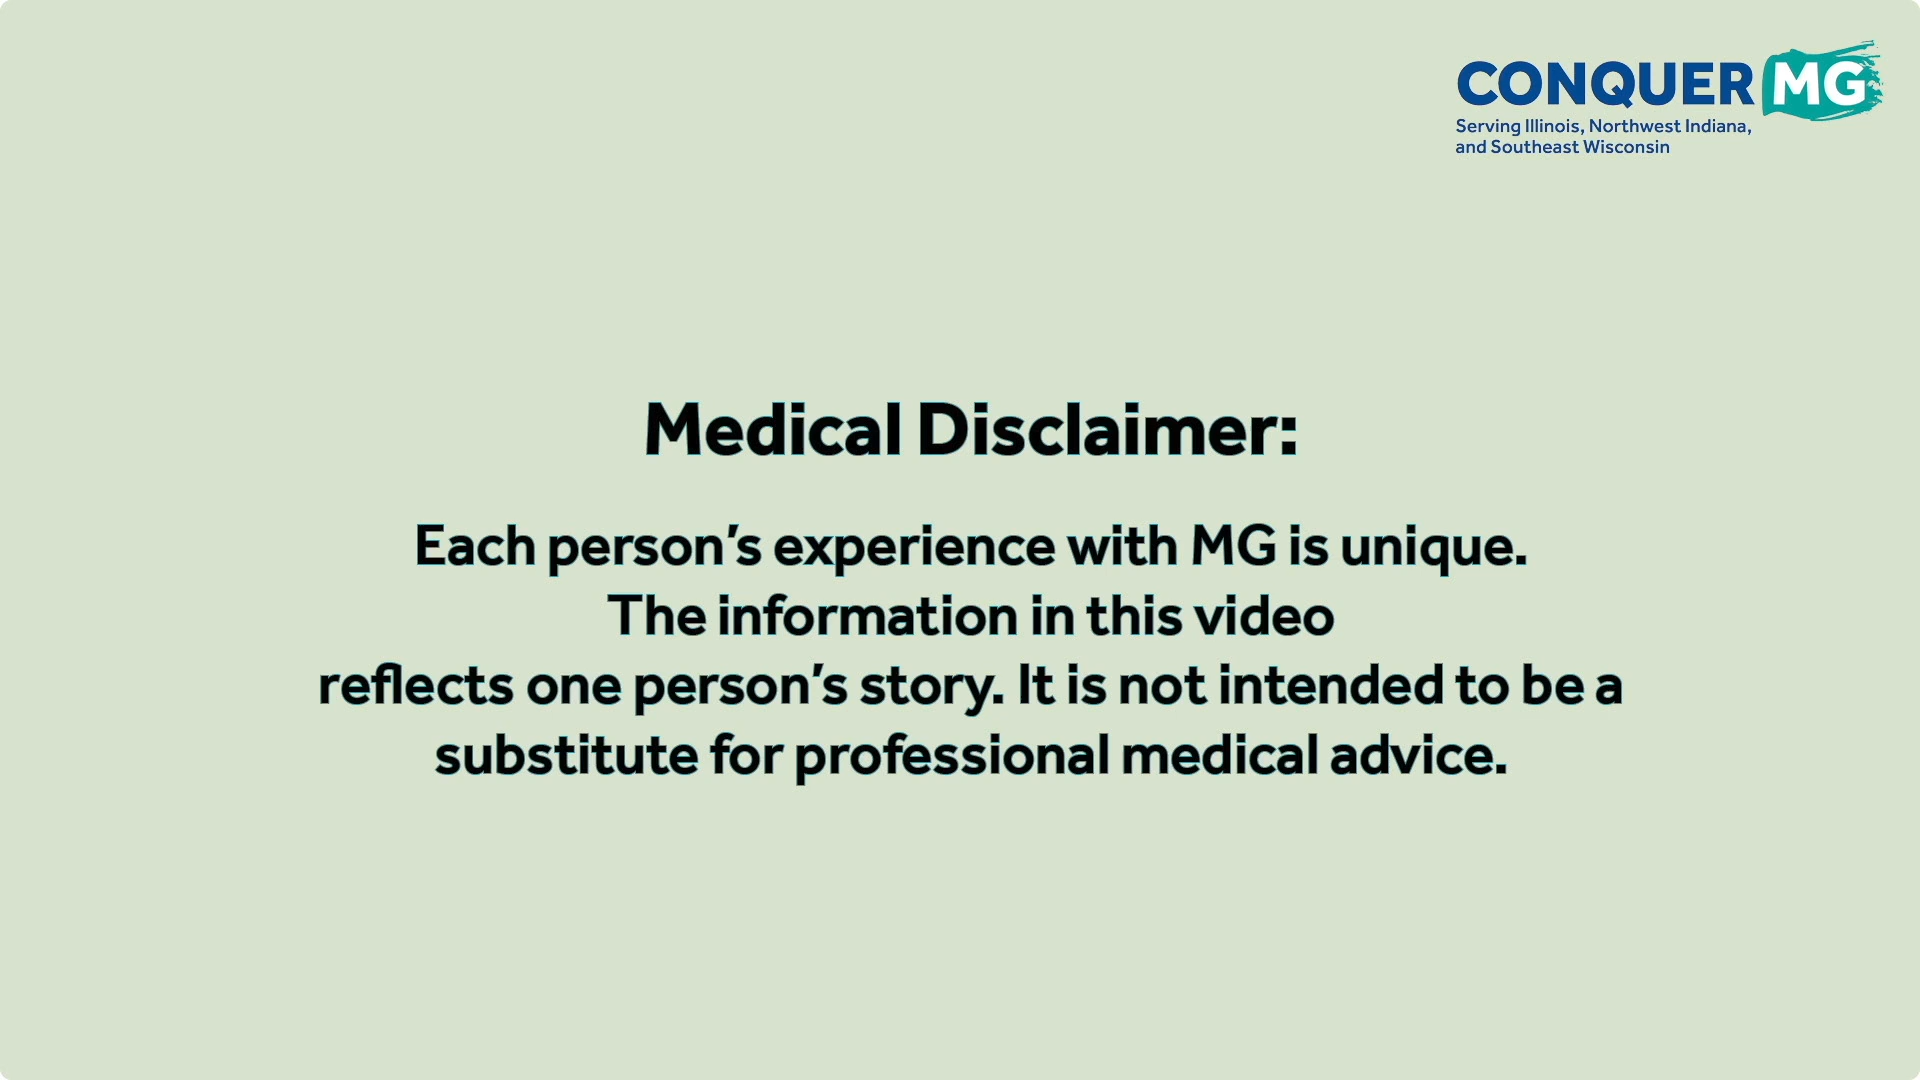 CONQUER MG
Serving Illinois, Northwest Indiana,
and Southeast Wisconsin
Medical Disclaimer:
Each person’s experience with MG is unique.
The information in this video
reflects one person’s story. It is not intended to be a
substitute for professional medical advice.